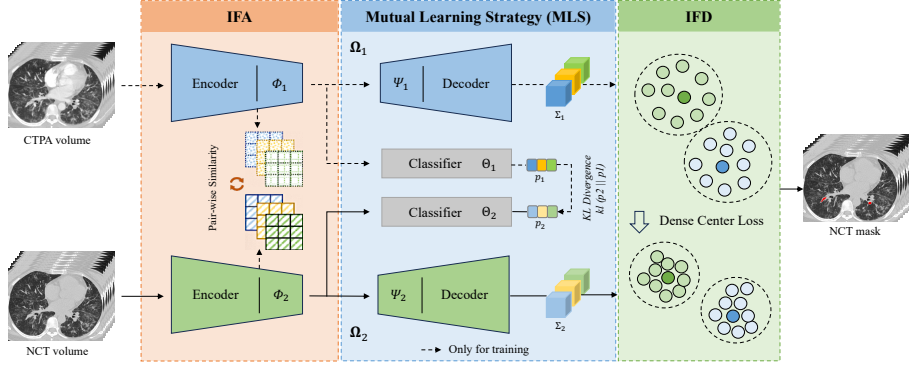 IFA
Mutual Learning Strategy (MLS)
IFD
Ω1
Encoder Φ1
Ψ1 Decoder
Σ1
CTPA volume
Pair-wise Similarity
Classifier Θ1
p1
Classifier Θ2
p2
KL Divergence
kl (p2 || p1)
Dense Center Loss
NCT mask
Encoder Φ2
Ψ2 Decoder
Σ2
Ω2
NCT volume
Only for training